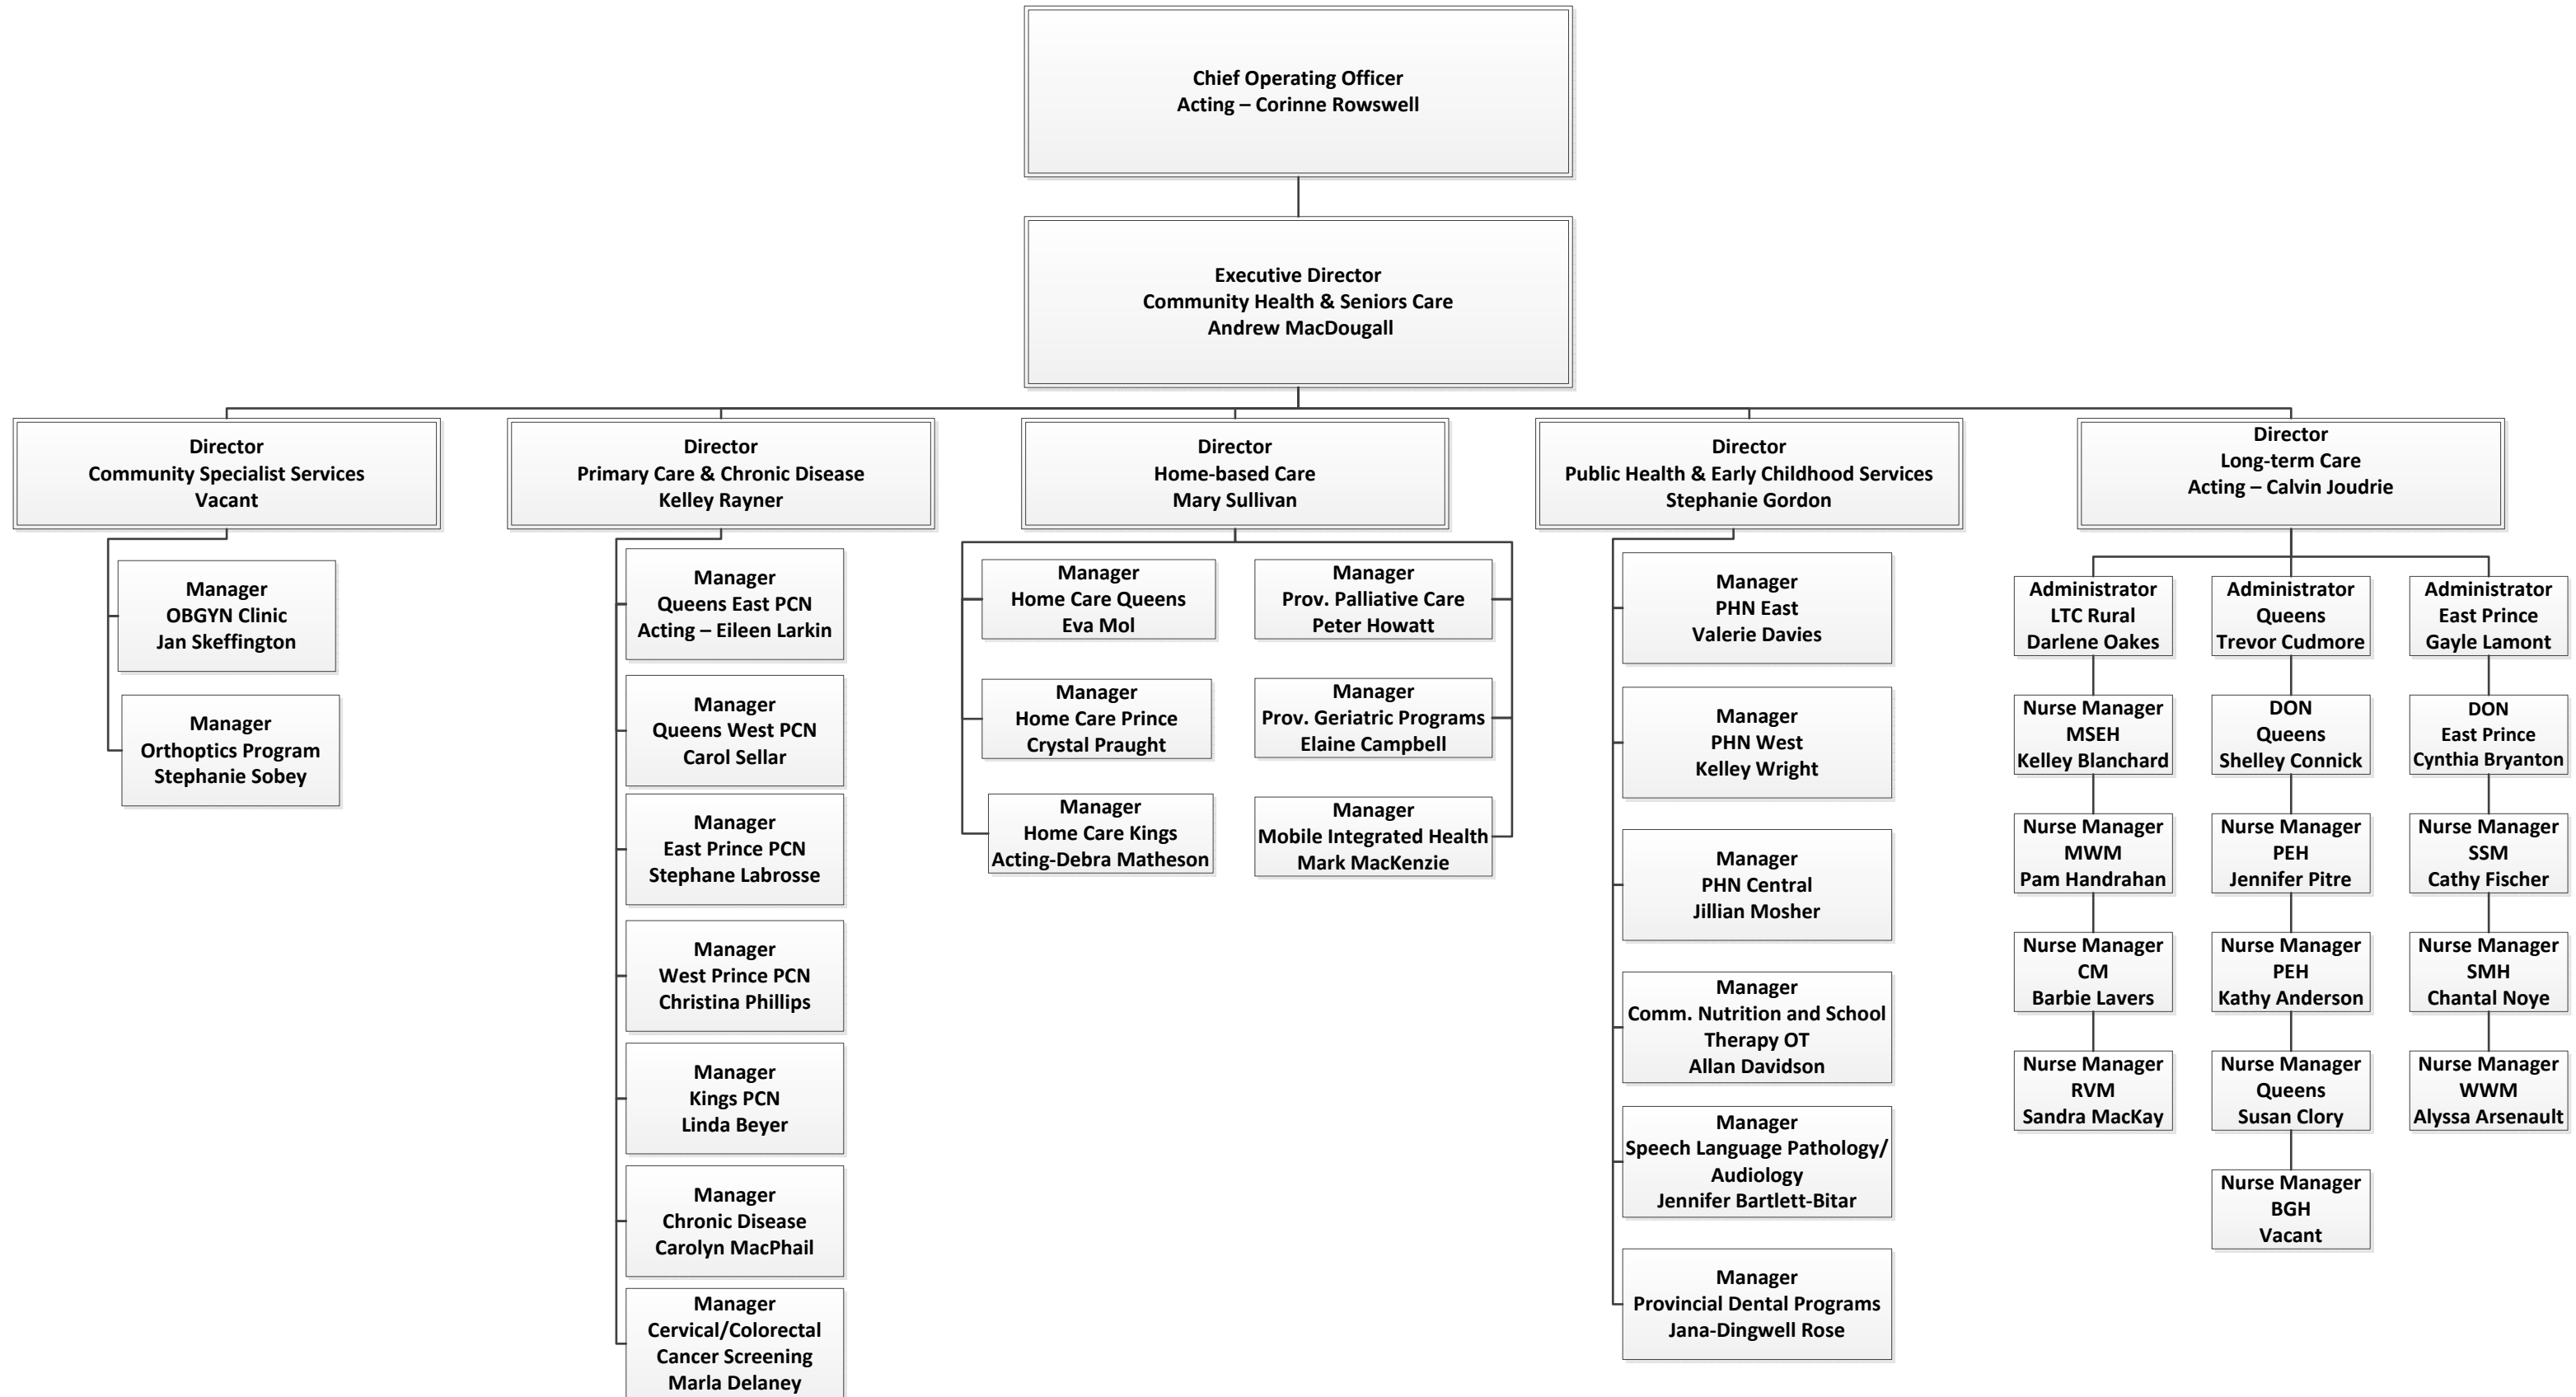 Chief Operating Officer
Acting – Corinne Rowswell
Executive Director
Community Health & Seniors Care
Andrew MacDougall
Director
Community Specialist Services
Vacant
Manager
OBGYN Clinic
Jan Skeffington
Manager
Orthoptics Program
Stephanie Sobey
Director
Primary Care & Chronic Disease
Kelley Rayner
Manager
Queens East PCN
Acting – Eileen Larkin
Manager
Queens West PCN
Carol Sellar
Manager
East Prince PCN
Stephane Labrosse
Manager
West Prince PCN
Christina Phillips
Manager
Kings PCN
Linda Beyer
Manager
Chronic Disease
Carolyn MacPhail
Manager
Cervical/Colorectal
Cancer Screening
Marla Delaney
Director
Home-based Care
Mary Sullivan
Manager
Home Care Queens
Eva Mol
Manager
Home Care Prince
Crystal Praught
Manager
Home Care Kings
Acting-Debra Matheson
Manager
Prov. Palliative Care
Peter Howatt
Manager
Prov. Geriatric Programs
Elaine Campbell
Manager
Mobile Integrated Health
Mark MacKenzie
Director
Public Health & Early Childhood Services
Stephanie Gordon
Manager
PHN East
Valerie Davies
Manager
PHN West
Kelley Wright
Manager
PHN Central
Jillian Mosher
Manager
Comm. Nutrition and School
Therapy OT
Allan Davidson
Manager
Speech Language Pathology/
Audiology
Jennifer Bartlett-Bitar
Manager
Provincial Dental Programs
Jana-Dingwell Rose
Director
Long-term Care
Acting – Calvin Joudrie
Administrator
LTC Rural
Darlene Oakes
Nurse Manager
MSEH
Kelley Blanchard
Nurse Manager
MWM
Pam Handrahan
Nurse Manager
CM
Barbie Lavers
Nurse Manager
RVM
Sandra MacKay
Administrator
Queens
Trevor Cudmore
DON
Queens
Shelley Connick
Nurse Manager
PEH
Jennifer Pitre
Nurse Manager
PEH
Kathy Anderson
Nurse Manager
Queens
Susan Clory
Nurse Manager
BGH
Vacant
Administrator
East Prince
Gayle Lamont
DON
East Prince
Cynthia Bryanton
Nurse Manager
SSM
Cathy Fischer
Nurse Manager
SMH
Chantal Noye
Nurse Manager
WWM
Alyssa Arsenault